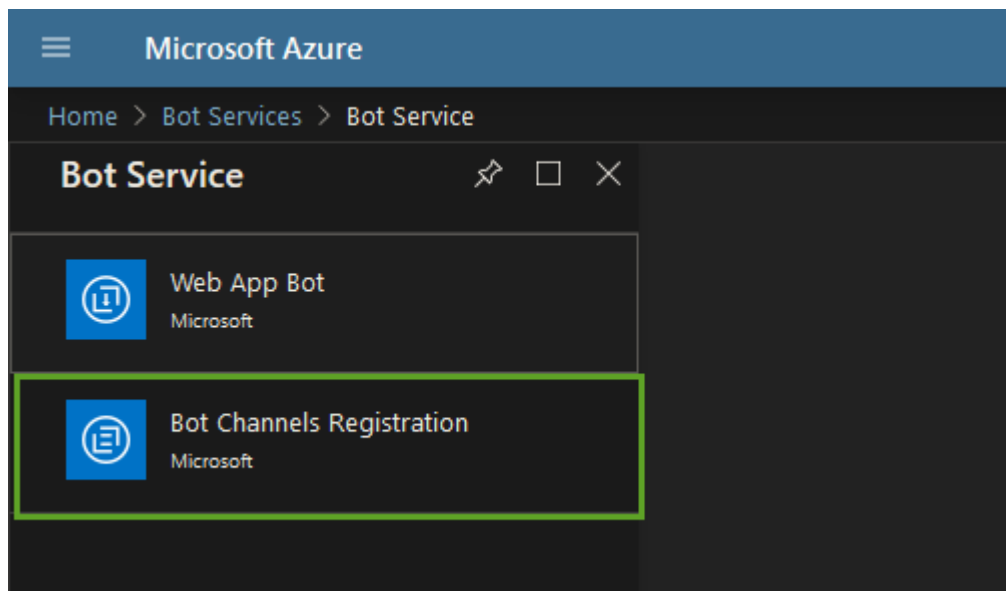 Microsoft Azure
Home > Bot Services > Bot Service
Bot Service
Web App Bot
Microsoft
Bot Channels Registration
Microsoft